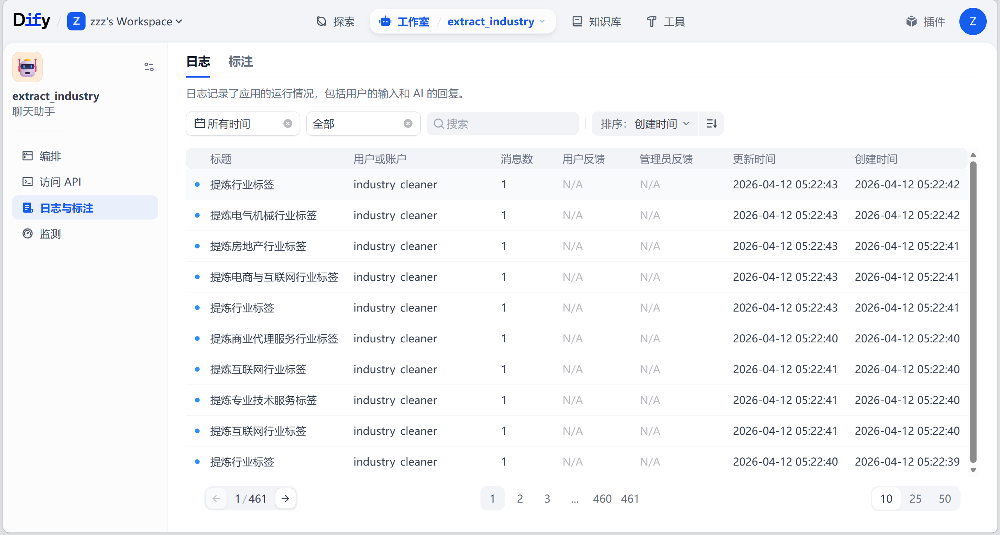 Dify / Z zzz's Workspace 探索 工作室 / extract_industry 知识库 工具 插件 Z
extract_industry
聊天助手
编排
访问 API
日志与标注
监测
日志 标注
日志记录了应用的运行情况，包括用户的输入和 AI 的回复。
所有时间 全部 搜索 排序： 创建时间
标题 用户或账户 消息数 用户反馈 管理员反馈 更新时间 创建时间
提炼行业标签 industry cleaner 1 N/A N/A 2026-04-12 05:22:43 2026-04-12 05:22:42
提炼电气机械行业标签 industry cleaner 1 N/A N/A 2026-04-12 05:22:43 2026-04-12 05:22:42
提炼房地产行业标签 industry cleaner 1 N/A N/A 2026-04-12 05:22:43 2026-04-12 05:22:41
提炼电商与互联网行业标签 industry cleaner 1 N/A N/A 2026-04-12 05:22:43 2026-04-12 05:22:41
提炼行业标签 industry cleaner 1 N/A N/A 2026-04-12 05:22:43 2026-04-12 05:22:41
提炼商业代理服务行业标签 industry cleaner 1 N/A N/A 2026-04-12 05:22:40 2026-04-12 05:22:40
提炼互联网行业标签 industry cleaner 1 N/A N/A 2026-04-12 05:22:41 2026-04-12 05:22:40
提炼专业技术服务标签 industry cleaner 1 N/A N/A 2026-04-12 05:22:41 2026-04-12 05:22:40
提炼互联网行业标签 industry cleaner 1 N/A N/A 2026-04-12 05:22:41 2026-04-12 05:22:40
提炼行业标签 industry cleaner 1 N/A N/A 2026-04-12 05:22:40 2026-04-12 05:22:39
1 / 461 1 2 3 ... 460 461 10 25 50